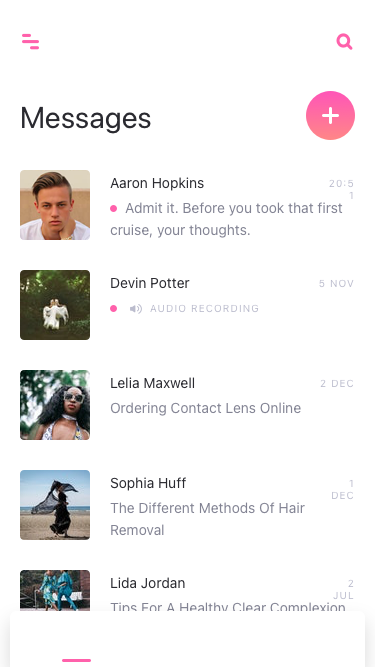 Messages
Aaron Hopkins
20:5
1
Admit it. Before you took that first
cruise, your thoughts.
Devin Potter
5 NOV
AUDIO RECORDING
Lelia Maxwell
2 DEC
Ordering Contact Lens Online
Sophia Huff
1
DEC
The Different Methods Of Hair
Removal
Lida Jordan
2
JUL
Tips For A Healthy Clear Complexion